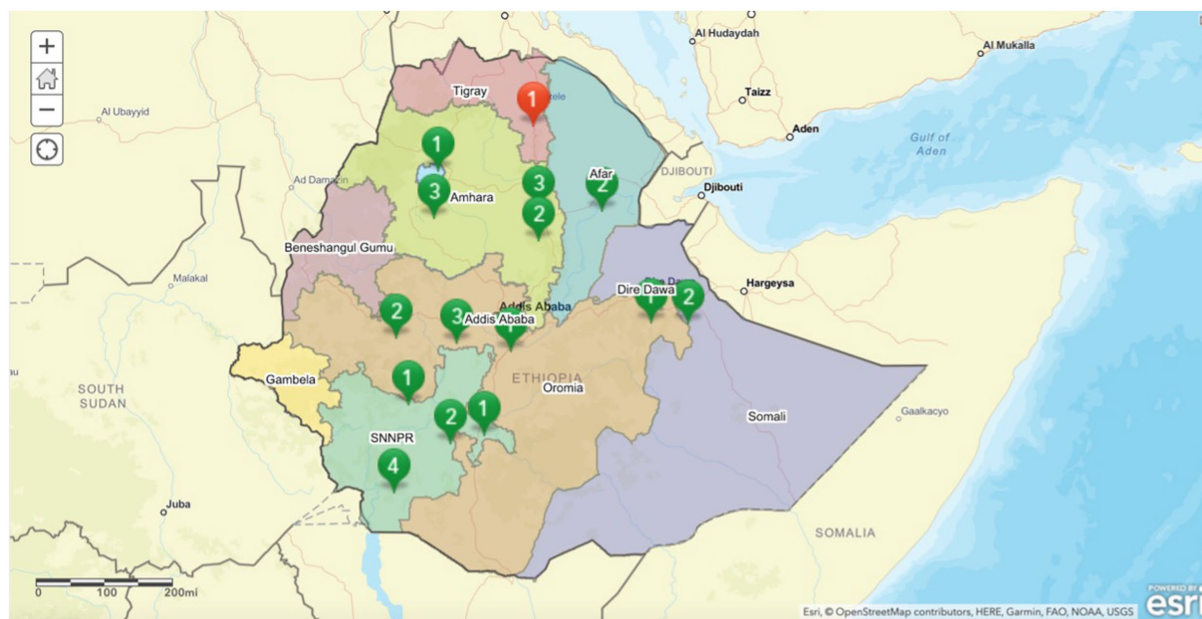 Al Hudaydah
Al Mukalla
+
−
Tigray
1
Taizz
Al Ubayyid
Aden
1
Gulf of
Aden
Ad Damazin
3
Afar
2
DJIBOUTI
3
Amhara
Djibouti
2
Beneshangul Gumu
Malakal
Hargeysa
Dire Dawa
1
2
Addis Ababa
2
3
Addis Ababa
1
Gambela
1
ETHIOPIA
Oromia
SOUTH
SUDAN
2
1
Somali
Gaalkacyo
SNNPR
4
Juba
SOMALIA
0 100 200mi
POWERED BY
esri
Esri, © OpenStreetMap contributors, HERE, Garmin, FAO, NOAA, USGS